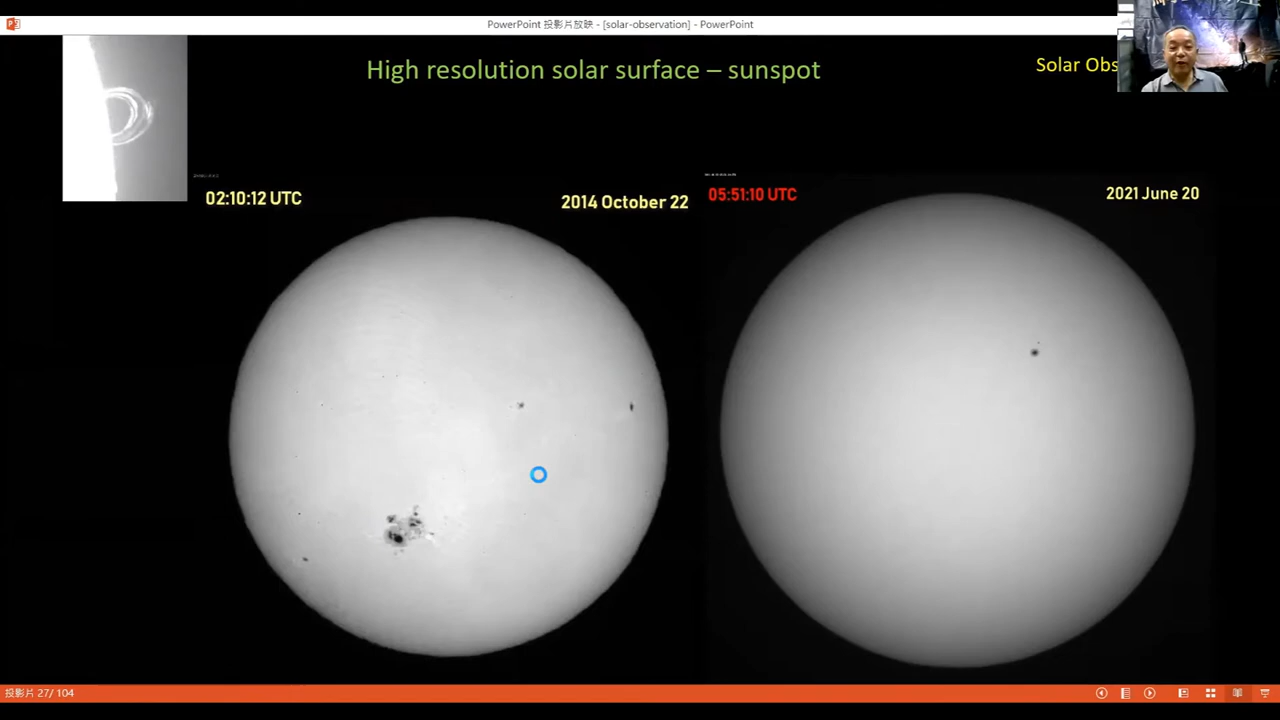 PowerPoint 投影片放映 - [solar-observation] - PowerPoint
High resolution solar surface – sunspot
Solar Obs
02:10:12 UTC
2014 October 22
05:51:10 UTC
2021 June 20
投影片 27/ 104